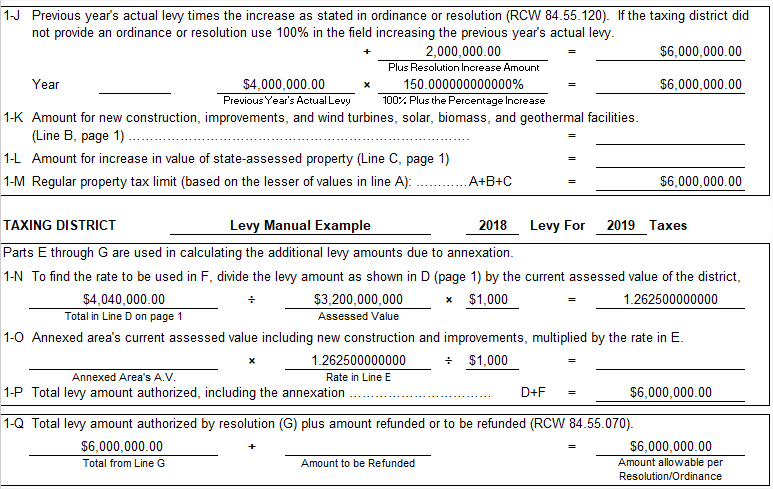 1-J Previous year's actual levy times the increase as stated in ordinance or resolution (RCW 84.55.120). If the taxing district did
not provide an ordinance or resolution use 100% in the field increasing the previous year's actual levy.
+ 2,000,000.00 = $6,000,000.00
Plus Resolution Increase Amount
Year $4,000,000.00 × 150.000000000000% = $6,000,000.00
Previous Year's Actual Levy 100% Plus the Percentage Increase
1-K Amount for new construction, improvements, and wind turbines, solar, biomass, and geothermal facilities.
(Line B, page 1) ................................................................................ =
1-L Amount for increase in value of state-assessed property (Line C, page 1) =
1-M Regular property tax limit (based on the lesser of values in line A): ............ A+B+C = $6,000,000.00
TAXING DISTRICT Levy Manual Example 2018 Levy For 2019 Taxes
Parts E through G are used in calculating the additional levy amounts due to annexation.
1-N To find the rate to be used in F, divide the levy amount as shown in D (page 1) by the current assessed value of the district,
$4,040,000.00 ÷ $3,200,000,000 × $1,000 = 1.262500000000
Total in Line D on page 1 Assessed Value
1-O Annexed area's current assessed value including new construction and improvements, multiplied by the rate in E.
× 1.262500000000 ÷ $1,000 =
Annexed Area's A.V. Rate in Line E
1-P Total levy amount authorized, including the annexation ................................. D+F = $6,000,000.00
1-Q Total levy amount authorized by resolution (G) plus amount refunded or to be refunded (RCW 84.55.070).
$6,000,000.00 + = $6,000,000.00
Total from Line G Amount to be Refunded Amount allowable per
Resolution/Ordinance